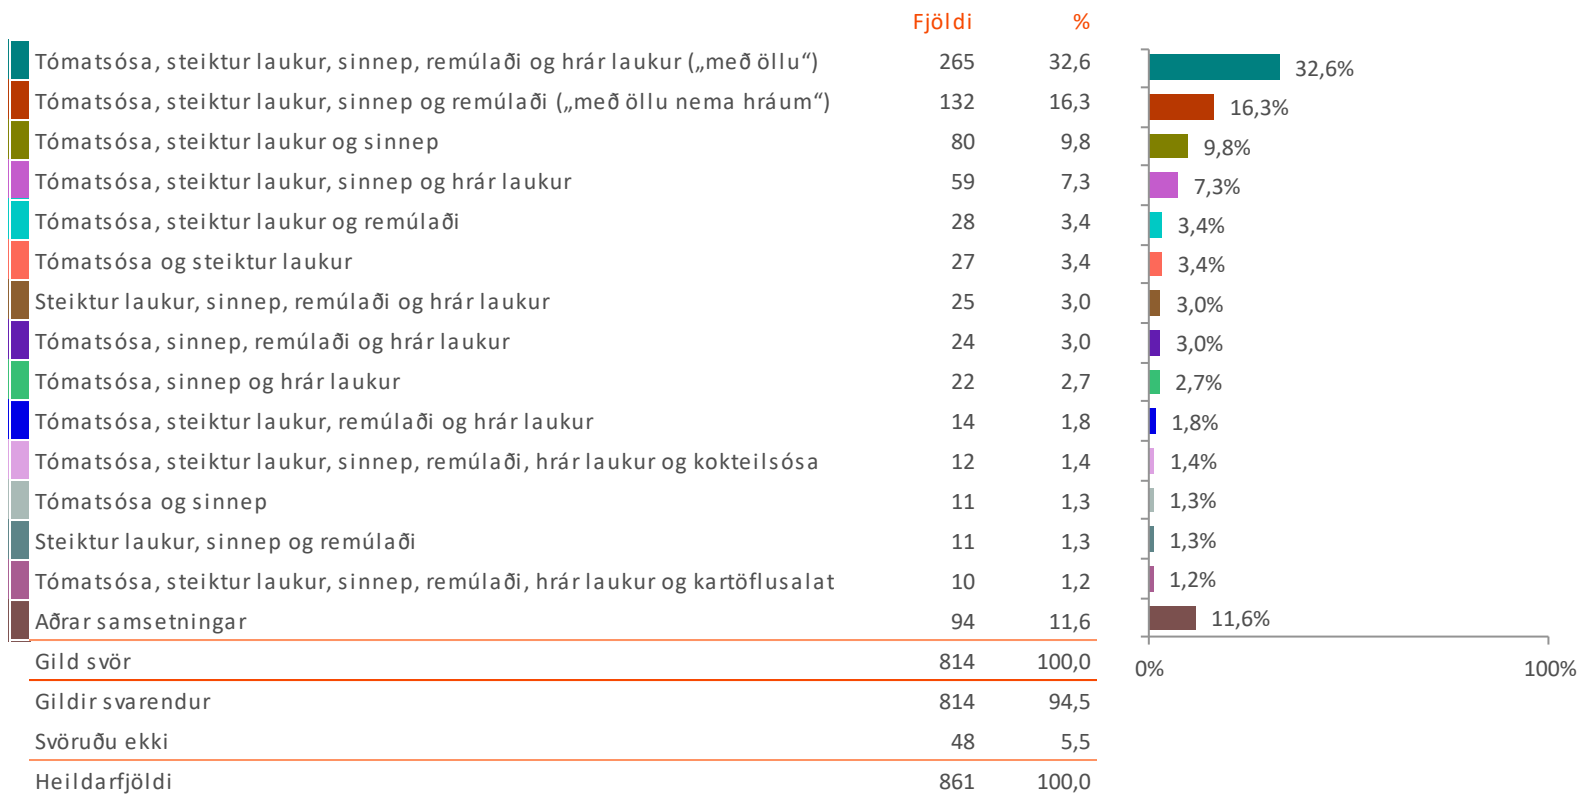 Fjöldi %
Tómatsósa, steiktur laukur, sinnep, remúlaði og hrár laukur („með öllu“) 265 32,6 32,6%
Tómatsósa, steiktur laukur, sinnep og remúlaði („með öllu nema hráum“) 132 16,3 16,3%
Tómatsósa, steiktur laukur og sinnep 80 9,8 9,8%
Tómatsósa, steiktur laukur, sinnep og hrár laukur 59 7,3 7,3%
Tómatsósa, steiktur laukur og remúlaði 28 3,4 3,4%
Tómatsósa og steiktur laukur 27 3,4 3,4%
Steiktur laukur, sinnep, remúlaði og hrár laukur 25 3,0 3,0%
Tómatsósa, sinnep, remúlaði og hrár laukur 24 3,0 3,0%
Tómatsósa, sinnep og hrár laukur 22 2,7 2,7%
Tómatsósa, steiktur laukur, remúlaði og hrár laukur 14 1,8 1,8%
Tómatsósa, steiktur laukur, sinnep, remúlaði, hrár laukur og kokteilsósa 12 1,4 1,4%
Tómatsósa og sinnep 11 1,3 1,3%
Steiktur laukur, sinnep og remúlaði 11 1,3 1,3%
Tómatsósa, steiktur laukur, sinnep, remúlaði, hrár laukur og kartöflusalat 10 1,2 1,2%
Aðrar samsetningar 94 11,6 11,6%
Gild svör 814 100,0 0% 100%
Gildir svarendur 814 94,5
Svöruðu ekki 48 5,5
Heildarfjöldi 861 100,0